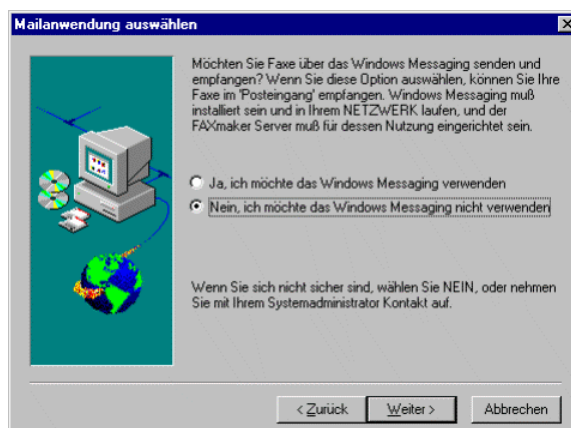 Mailanwendung auswählen
Möchten Sie Faxe über das Windows Messaging senden und
empfangen? Wenn Sie diese Option auswählen, können Sie Ihre
Faxe im 'Posteingang' empfangen. Windows Messaging muß
installiert sein und in Ihrem NETZWERK laufen, und der
FAXmaker Server muß für dessen Nutzung eingerichtet sein.
Ja, ich möchte das Windows Messaging verwenden
Nein, ich möchte das Windows Messaging nicht verwenden
Wenn Sie sich nicht sicher sind, wählen Sie NEIN, oder nehmen
Sie mit Ihrem Systemadministrator Kontakt auf.
< Zurück Weiter > Abbrechen